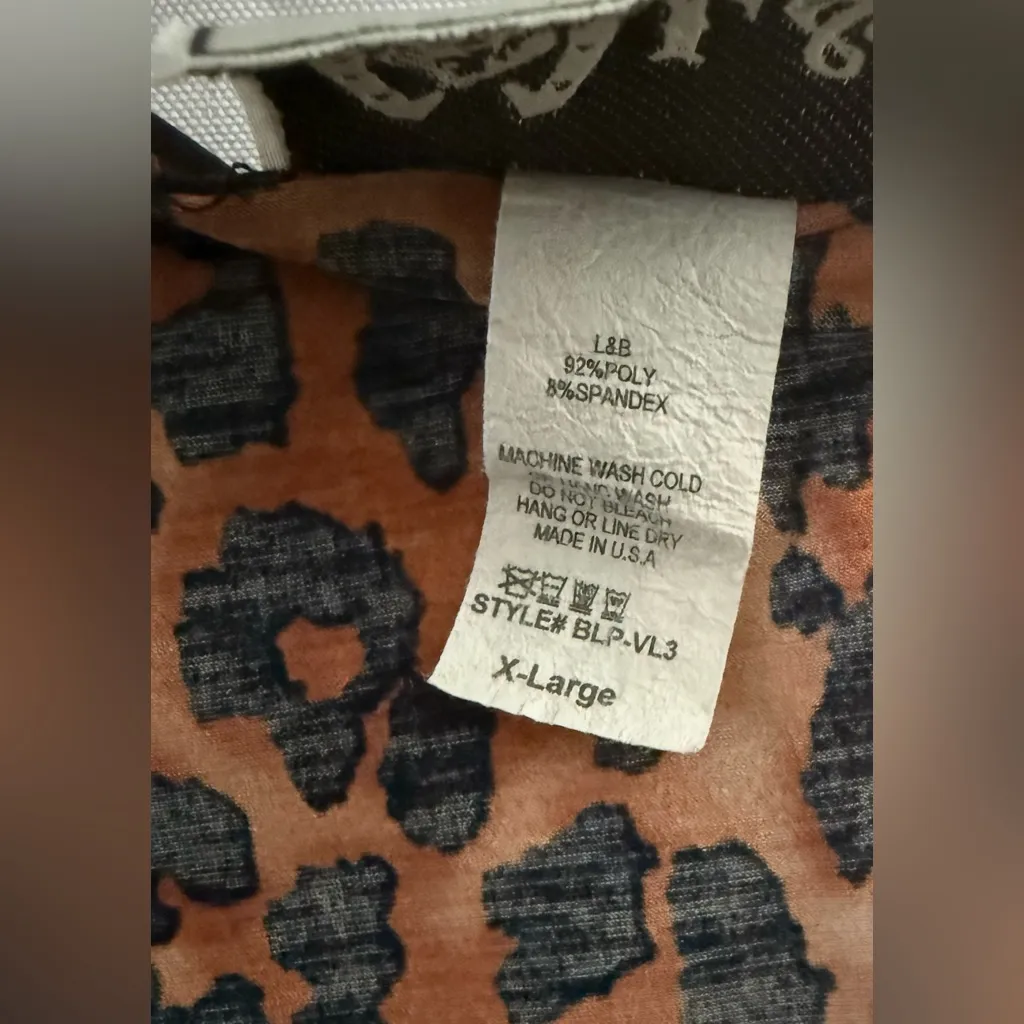 L&B
92%POLY
8%SPANDEX
MACHINE WASH COLD
WASH
DO NOT BLEACH
HANG OR LINE DRY
MADE IN U.S.A
STYLE# BLP-VL3
X-Large